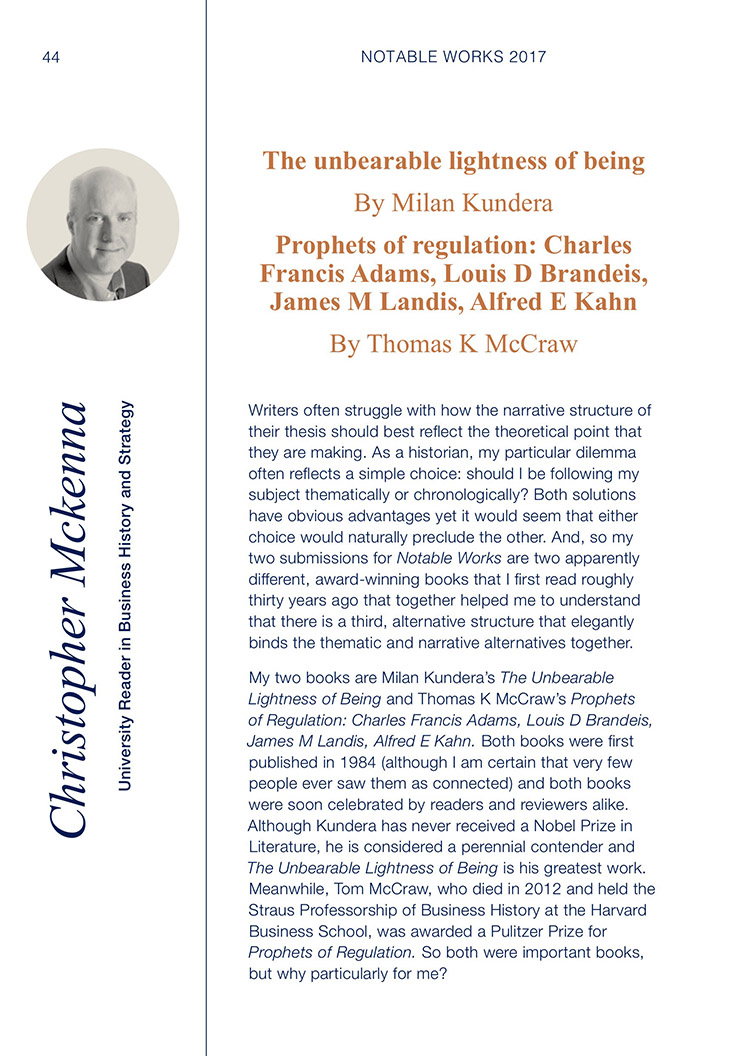 44
NOTABLE WORKS 2017
Christopher Mckenna
University Reader in Business History and Strategy
The unbearable lightness of being
By Milan Kundera
Prophets of regulation: Charles
Francis Adams, Louis D Brandeis,
James M Landis, Alfred E Kahn
By Thomas K McCraw
Writers often struggle with how the narrative structure of
their thesis should best reflect the theoretical point that
they are making. As a historian, my particular dilemma
often reflects a simple choice: should I be following my
subject thematically or chronologically? Both solutions
have obvious advantages yet it would seem that either
choice would naturally preclude the other. And, so my
two submissions for Notable Works are two apparently
different, award-winning books that I first read roughly
thirty years ago that together helped me to understand
that there is a third, alternative structure that elegantly
binds the thematic and narrative alternatives together.
My two books are Milan Kundera’s The Unbearable
Lightness of Being and Thomas K McCraw’s Prophets
of Regulation: Charles Francis Adams, Louis D Brandeis,
James M Landis, Alfred E Kahn. Both books were first
published in 1984 (although I am certain that very few
people ever saw them as connected) and both books
were soon celebrated by readers and reviewers alike.
Although Kundera has never received a Nobel Prize in
Literature, he is considered a perennial contender and
The Unbearable Lightness of Being is his greatest work.
Meanwhile, Tom McCraw, who died in 2012 and held the
Straus Professorship of Business History at the Harvard
Business School, was awarded a Pulitzer Prize for
Prophets of Regulation. So both were important books,
but why particularly for me?